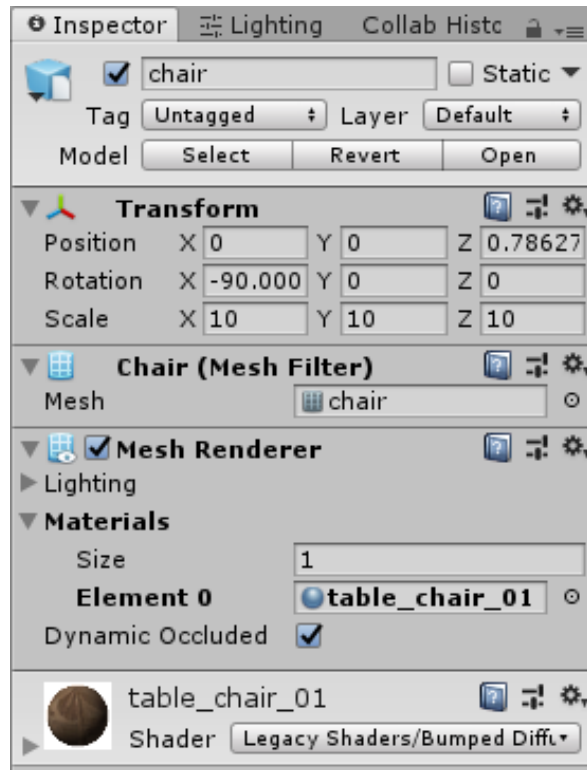 Inspector Lighting Collab Histc
chair Static
Tag Untagged Layer Default
Model Select Revert Open
Transform
Position X 0 Y 0 Z 0.78627
Rotation X -90.000 Y 0 Z 0
Scale X 10 Y 10 Z 10
Chair (Mesh Filter)
Mesh chair
Mesh Renderer
Lighting
Materials
Size 1
Element 0 table_chair_01
Dynamic Occluded
table_chair_01
Shader Legacy Shaders/Bumped Diffu